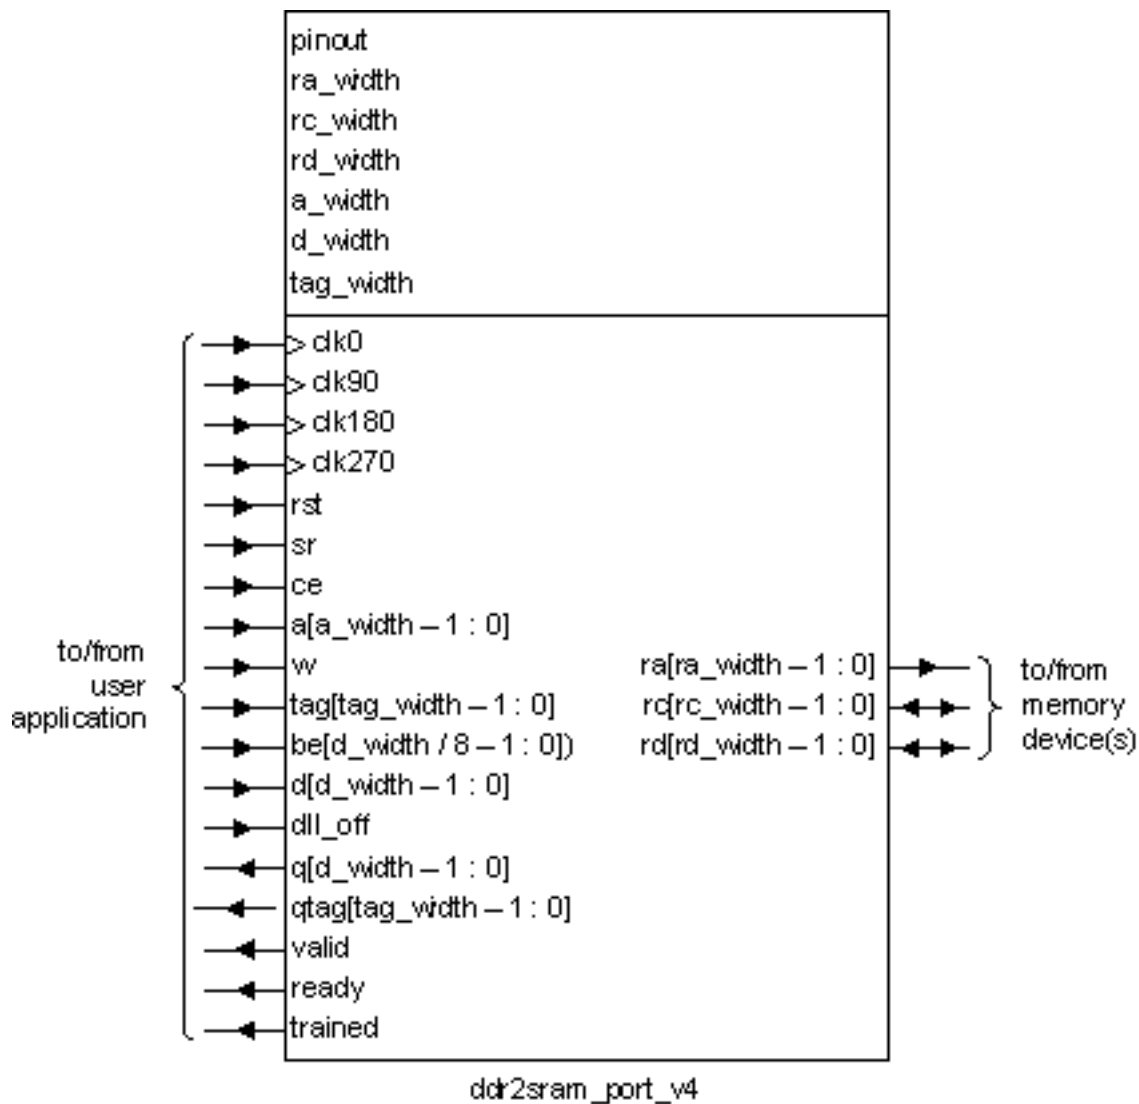 pinout
ra_width
rc_width
rd_width
a_width
d_width
tag_width
clk0
clk90
clk180
clk270
rst
sr
ce
a[a_width – 1 : 0]
w
tag[tag_width – 1 : 0]
be[d_width / 8 – 1 : 0])
d[d_width – 1 : 0]
dll_off
q[d_width – 1 : 0]
qtag[tag_width – 1 : 0]
valid
ready
trained
to/from
user
application
ra[ra_width – 1 : 0]
rc[rc_width – 1 : 0]
rd[rd_width – 1 : 0]
to/from
memory
device(s)
ddr2sram_port_v4